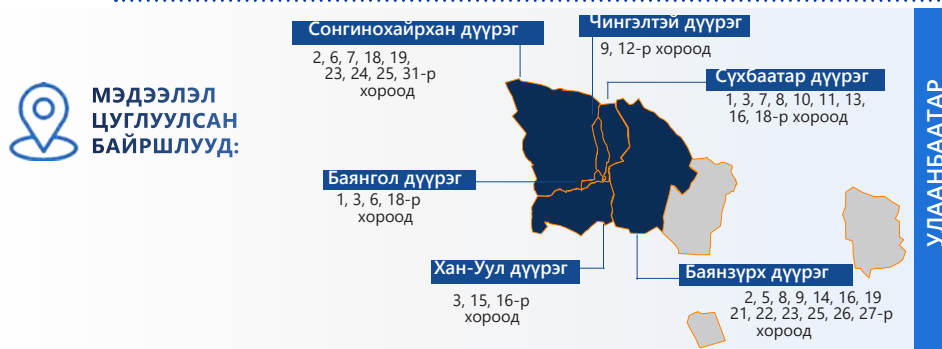 Сонгинохайрхан дүүрэг
2, 6, 7, 18, 19,
23, 24, 25, 31-р
хороод
Чингэлтэй дүүрэг
9, 12-р хороод
Сүхбаатар дүүрэг
1, 3, 7, 8, 10, 11, 13,
16, 18-р хороод
МЭДЭЭЛЭЛ
ЦУГЛУУЛСАН
БАЙРШЛУУД:
Баянгол дүүрэг
1, 3, 6, 18-р
хороод
Хан-Уул дүүрэг
3, 15, 16-р
хороод
Баянзүрх дүүрэг
2, 5, 8, 9, 14, 16, 19
21, 22, 23, 25, 26, 27-р
хороод
УЛААНБААТАР